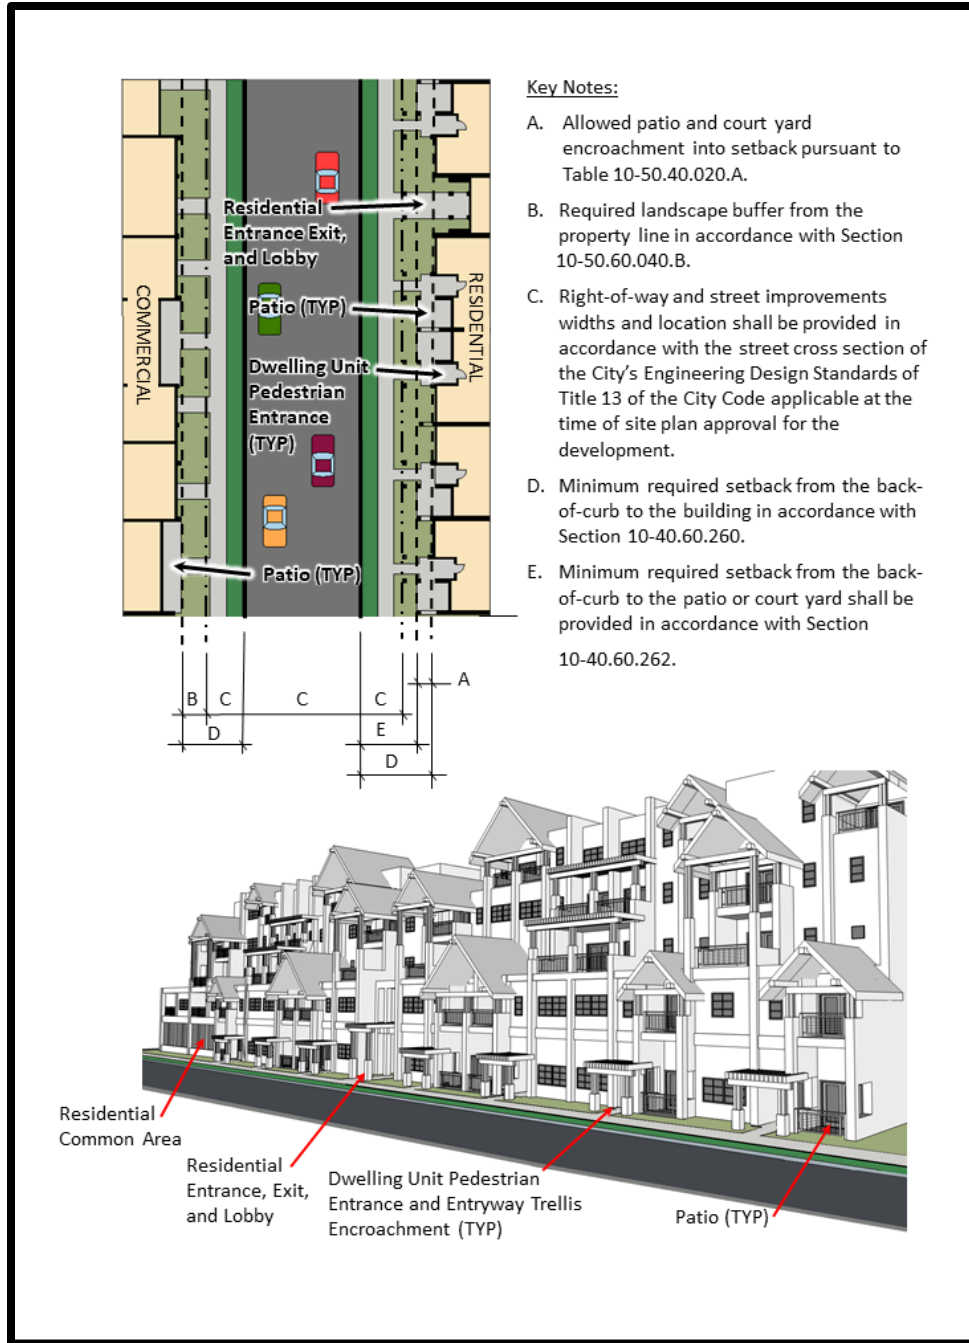 Key Notes:
A. Allowed patio and court yard
encroachment into setback pursuant to
Table 10-50.40.020.A.
B. Required landscape buffer from the
property line in accordance with Section
10-50.60.040.B.
C. Right-of-way and street improvements
widths and location shall be provided in
accordance with the street cross section of
the City’s Engineering Design Standards of
Title 13 of the City Code applicable at the
time of site plan approval for the
development.
D. Minimum required setback from the back-
of-curb to the building in accordance with
Section 10-40.60.260.
E. Minimum required setback from the back-
of-curb to the patio or court yard shall be
provided in accordance with Section
10-40.60.262.
Residential
Entrance Exit,
and Lobby
COMMERCIAL
RESIDENTIAL
Patio (TYP)
Dwelling Unit
Pedestrian
Entrance
(TYP)
Patio (TYP)
A
B
C
C
C
D
E
D
Residential
Common Area
Residential
Entrance, Exit,
and Lobby
Dwelling Unit Pedestrian
Entrance and Entryway Trellis
Encroachment (TYP)
Patio (TYP)